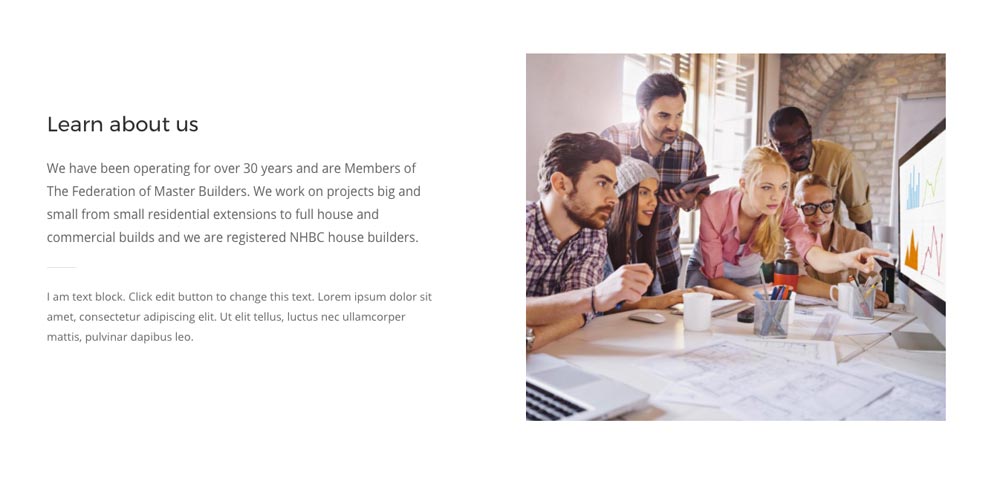 Learn about us
We have been operating for over 30 years and are Members of
The Federation of Master Builders. We work on projects big and
small from small residential extensions to full house and
commercial builds and we are registered NHBC house builders.
I am text block. Click edit button to change this text. Lorem ipsum dolor sit
amet, consectetur adipiscing elit. Ut elit tellus, luctus nec ullamcorper
mattis, pulvinar dapibus leo.